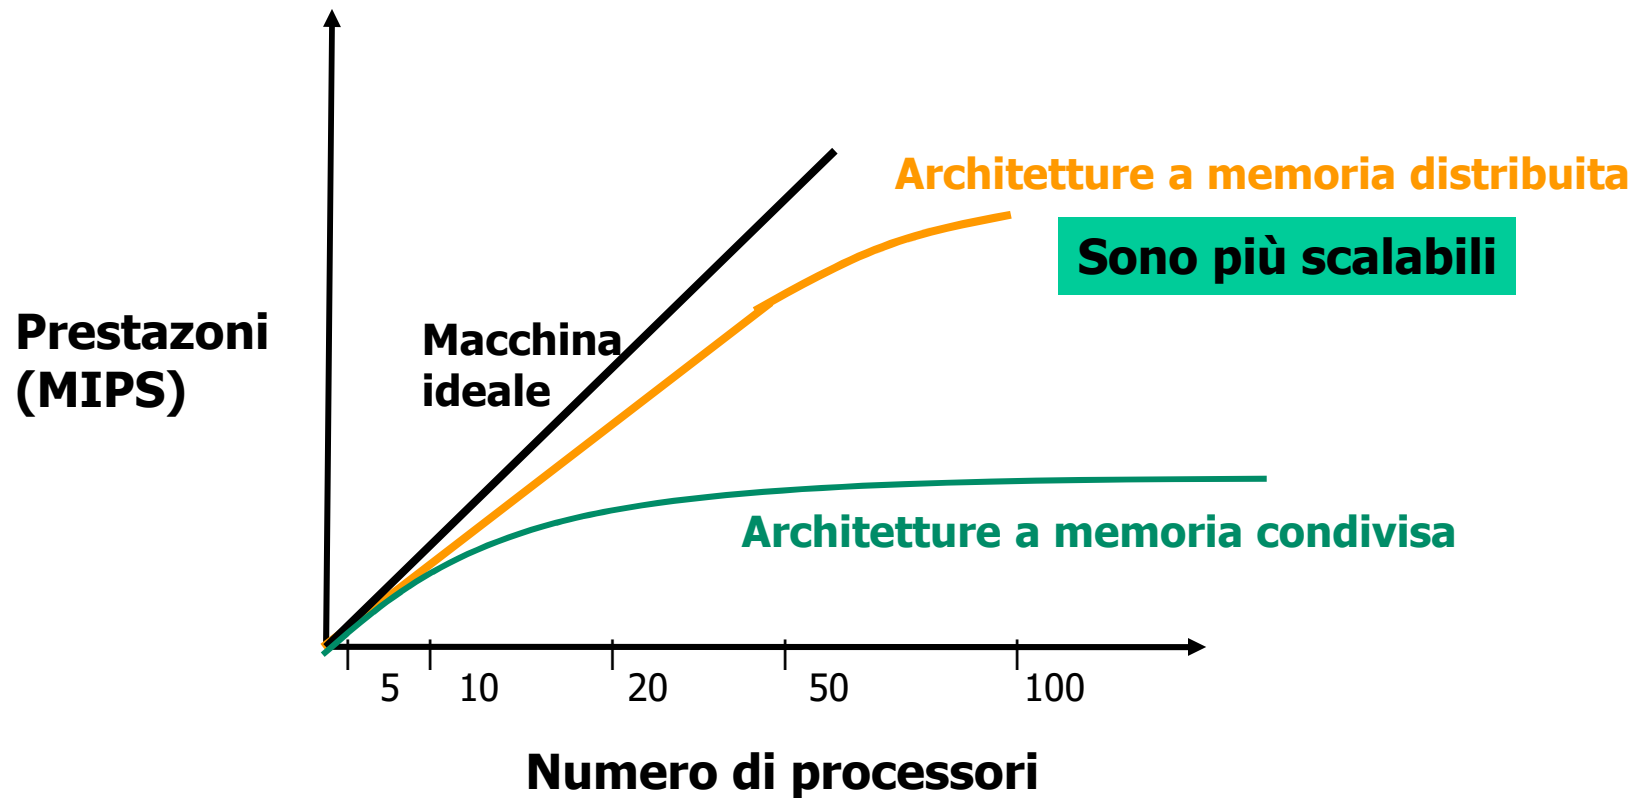 Architetture a memoria distribuita
Sono più scalabili
Prestazoni
(MIPS)
Macchina
ideale
Architetture a memoria condivisa
5 10 20 50 100
Numero di processori